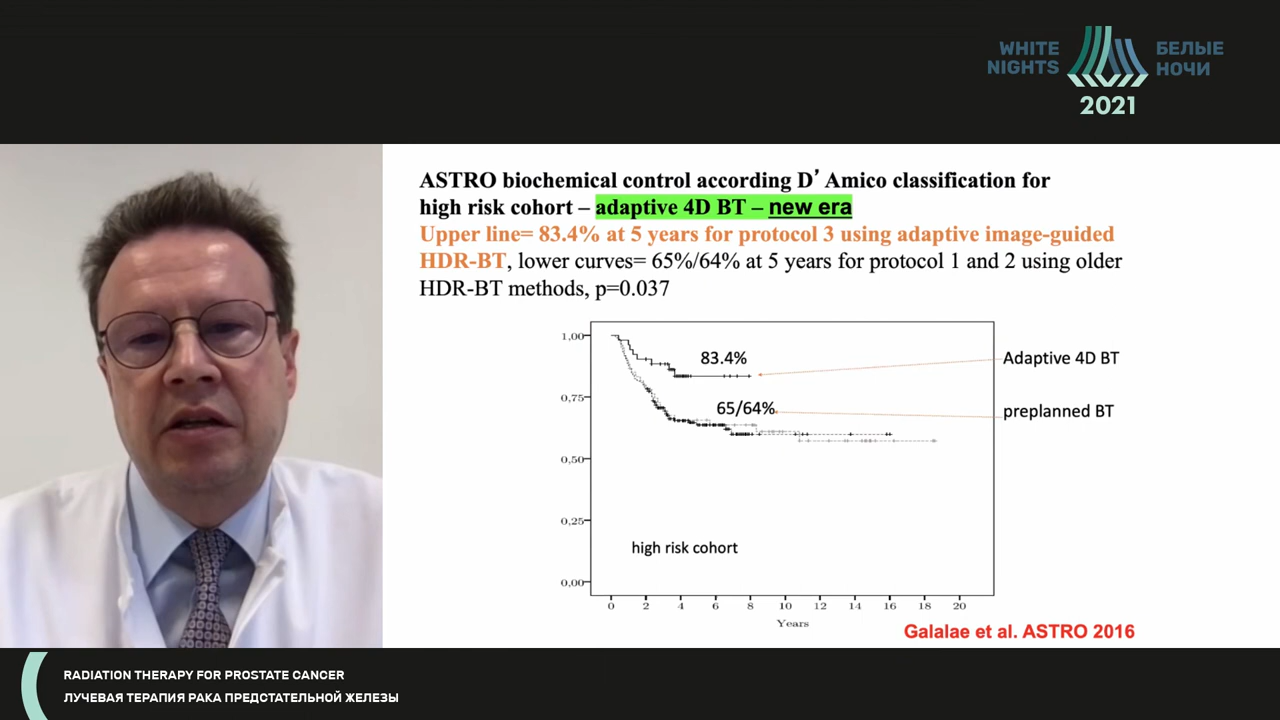 WHITE
NIGHTS
БЕЛЫЕ
НОЧИ
2021
ASTRO biochemical control according D’ Amico classification for
high risk cohort – adaptive 4D BT – new era
Upper line= 83.4% at 5 years for protocol 3 using adaptive image-guided
HDR-BT, lower curves= 65%/64% at 5 years for protocol 1 and 2 using older
HDR-BT methods, p=0.037
1,00
0,75
0,50
0,25
0,00
83.4%
65/64%
Adaptive 4D BT
preplanned BT
high risk cohort
0 2 4 6 8 10 12 14 16 18 20
Years
Galalae et al. ASTRO 2016
RADIATION THERAPY FOR PROSTATE CANCER
ЛУЧЕВАЯ ТЕРАПИЯ РАКА ПРЕДСТАТЕЛЬНОЙ ЖЕЛЕЗЫ